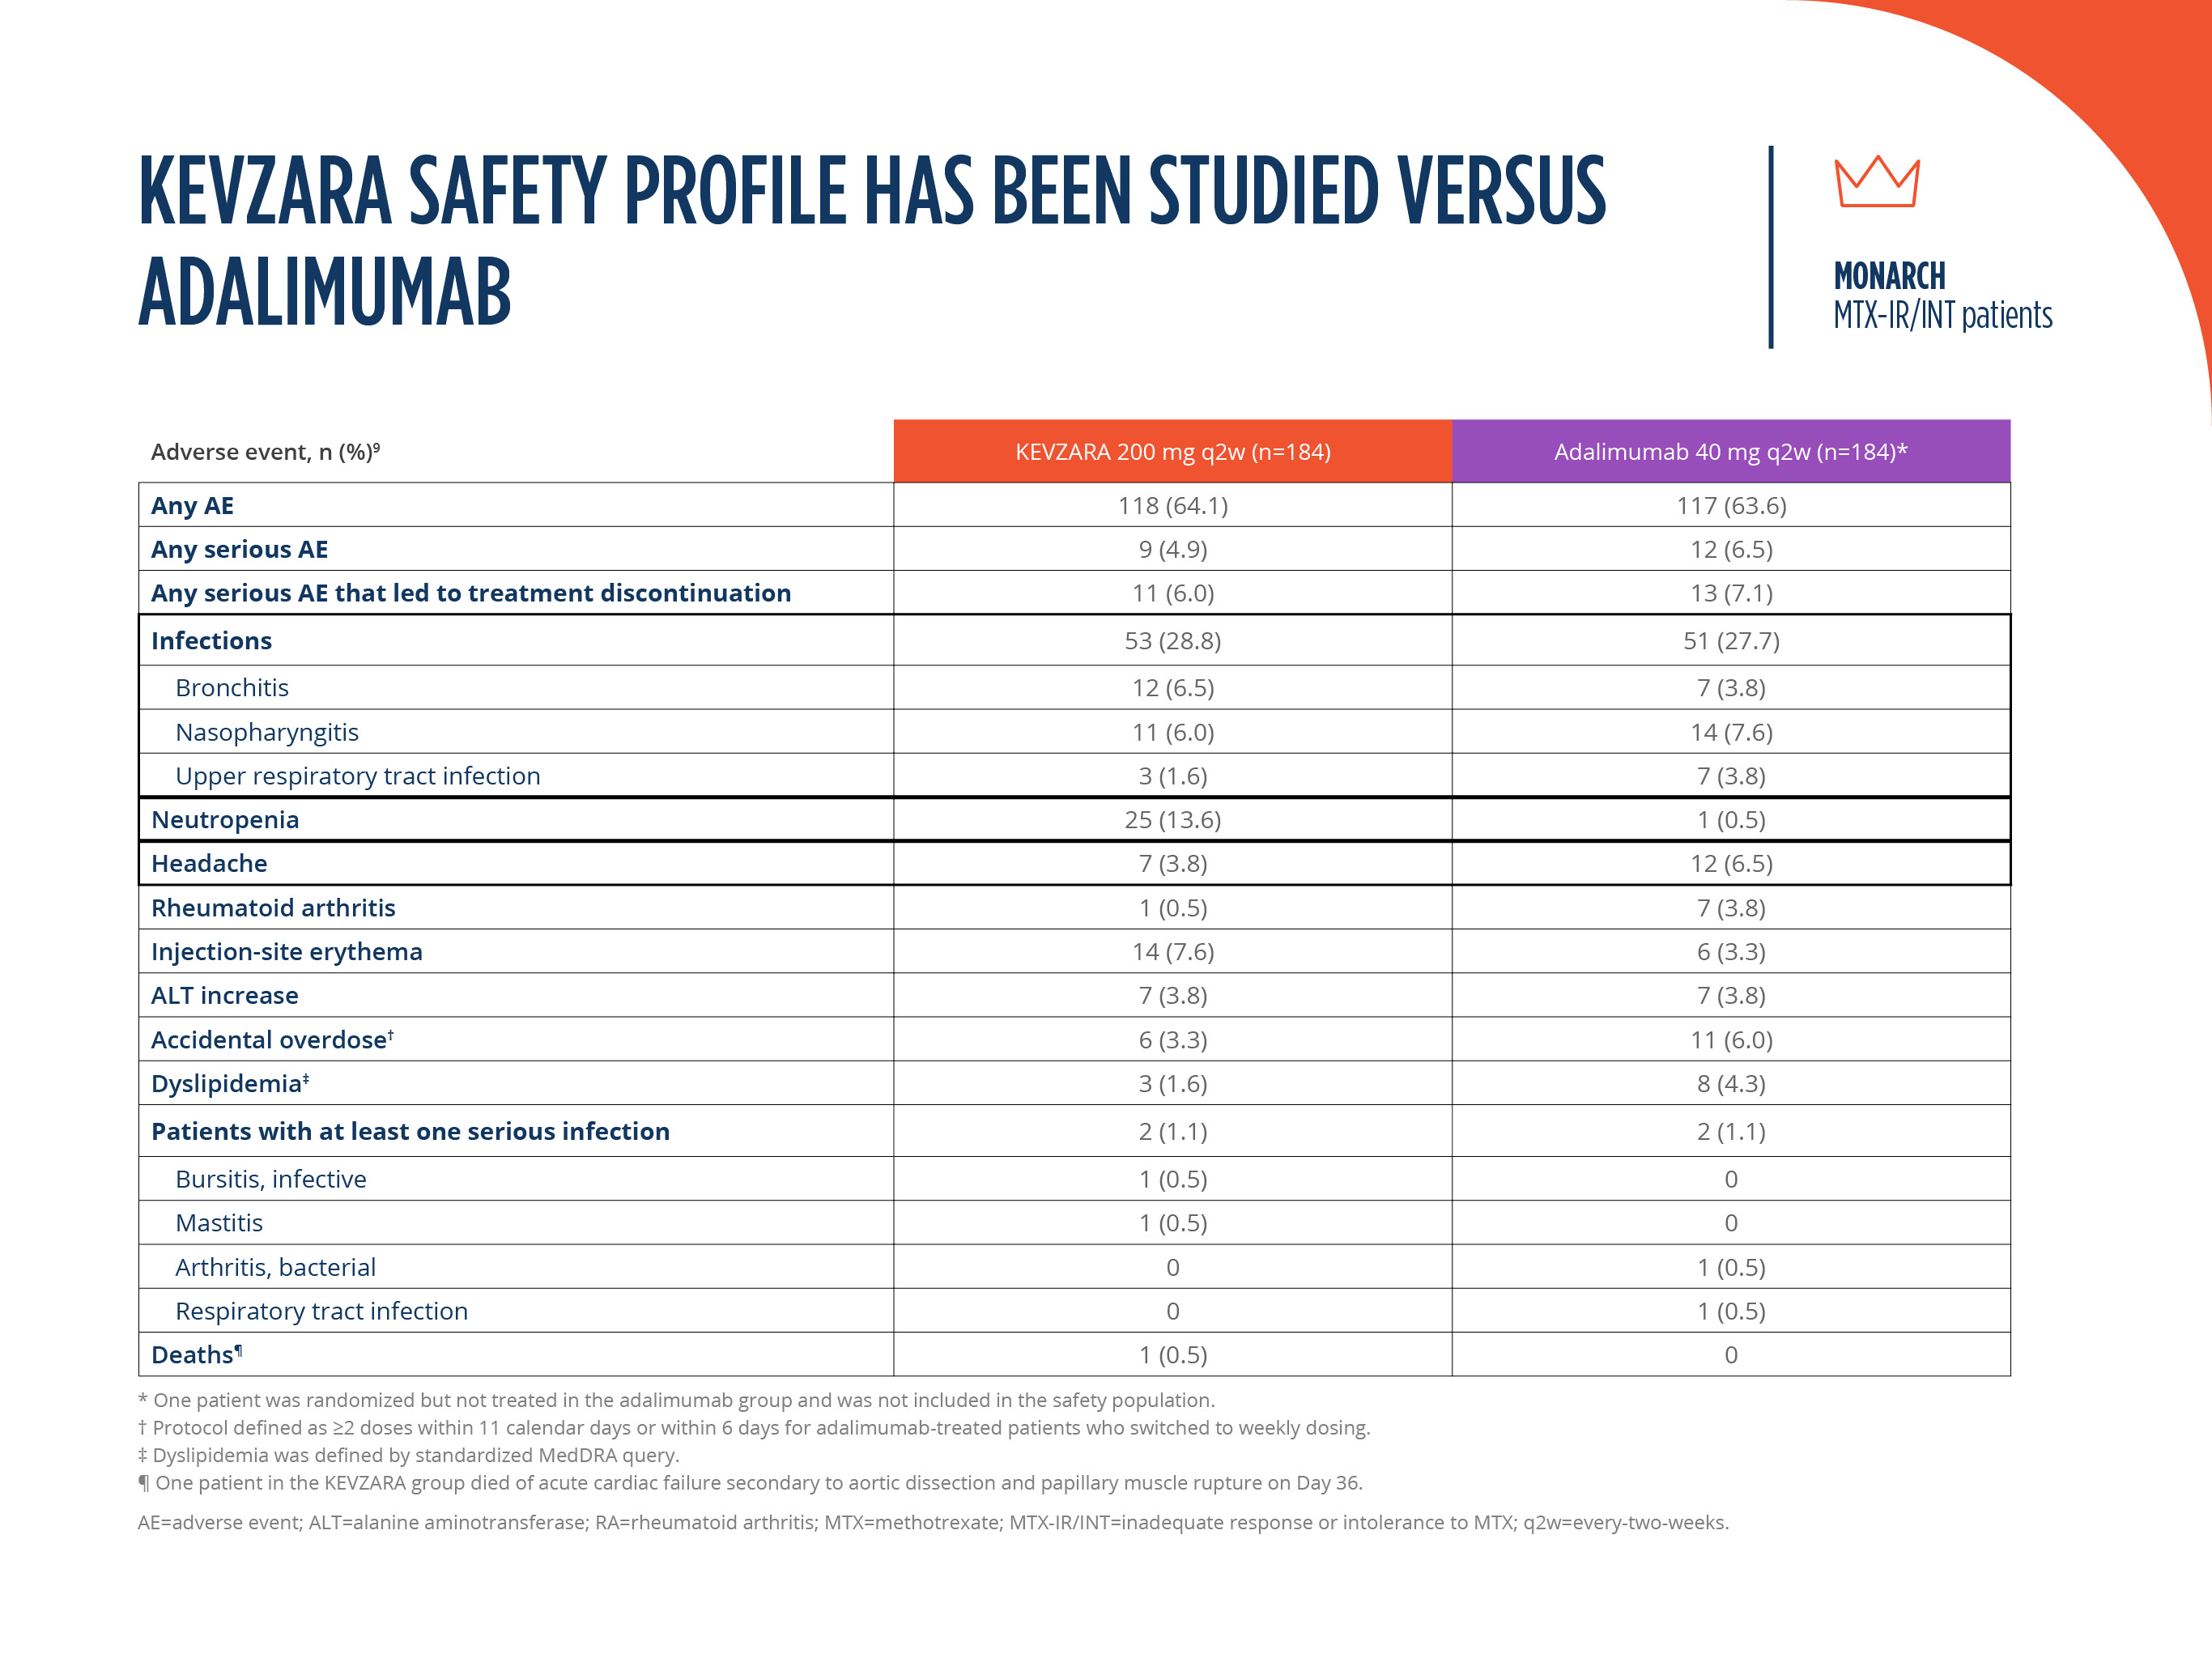 KEVZARA SAFETY PROFILE HAS BEEN STUDIED VERSUS
ADALIMUMAB
MONARCH
MTX-IR/INT patients
Adverse event, n (%)⁹ KEVZARA 200 mg q2w (n=184) Adalimumab 40 mg q2w (n=184)*
Any AE 118 (64.1) 117 (63.6)
Any serious AE 9 (4.9) 12 (6.5)
Any serious AE that led to treatment discontinuation 11 (6.0) 13 (7.1)
Infections 53 (28.8) 51 (27.7)
Bronchitis 12 (6.5) 7 (3.8)
Nasopharyngitis 11 (6.0) 14 (7.6)
Upper respiratory tract infection 3 (1.6) 7 (3.8)
Neutropenia 25 (13.6) 1 (0.5)
Headache 7 (3.8) 12 (6.5)
Rheumatoid arthritis 1 (0.5) 7 (3.8)
Injection-site erythema 14 (7.6) 6 (3.3)
ALT increase 7 (3.8) 7 (3.8)
Accidental overdose† 6 (3.3) 11 (6.0)
Dyslipidemia‡ 3 (1.6) 8 (4.3)
Patients with at least one serious infection 2 (1.1) 2 (1.1)
Bursitis, infective 1 (0.5) 0
Mastitis 1 (0.5) 0
Arthritis, bacterial 0 1 (0.5)
Respiratory tract infection 0 1 (0.5)
Deaths¶ 1 (0.5) 0
* One patient was randomized but not treated in the adalimumab group and was not included in the safety population.
† Protocol defined as ≥2 doses within 11 calendar days or within 6 days for adalimumab-treated patients who switched to weekly dosing.
‡ Dyslipidemia was defined by standardized MedDRA query.
¶ One patient in the KEVZARA group died of acute cardiac failure secondary to aortic dissection and papillary muscle rupture on Day 36.
AE=adverse event; ALT=alanine aminotransferase; RA=rheumatoid arthritis; MTX=methotrexate; MTX-IR/INT=inadequate response or intolerance to MTX; q2w=every-two-weeks.